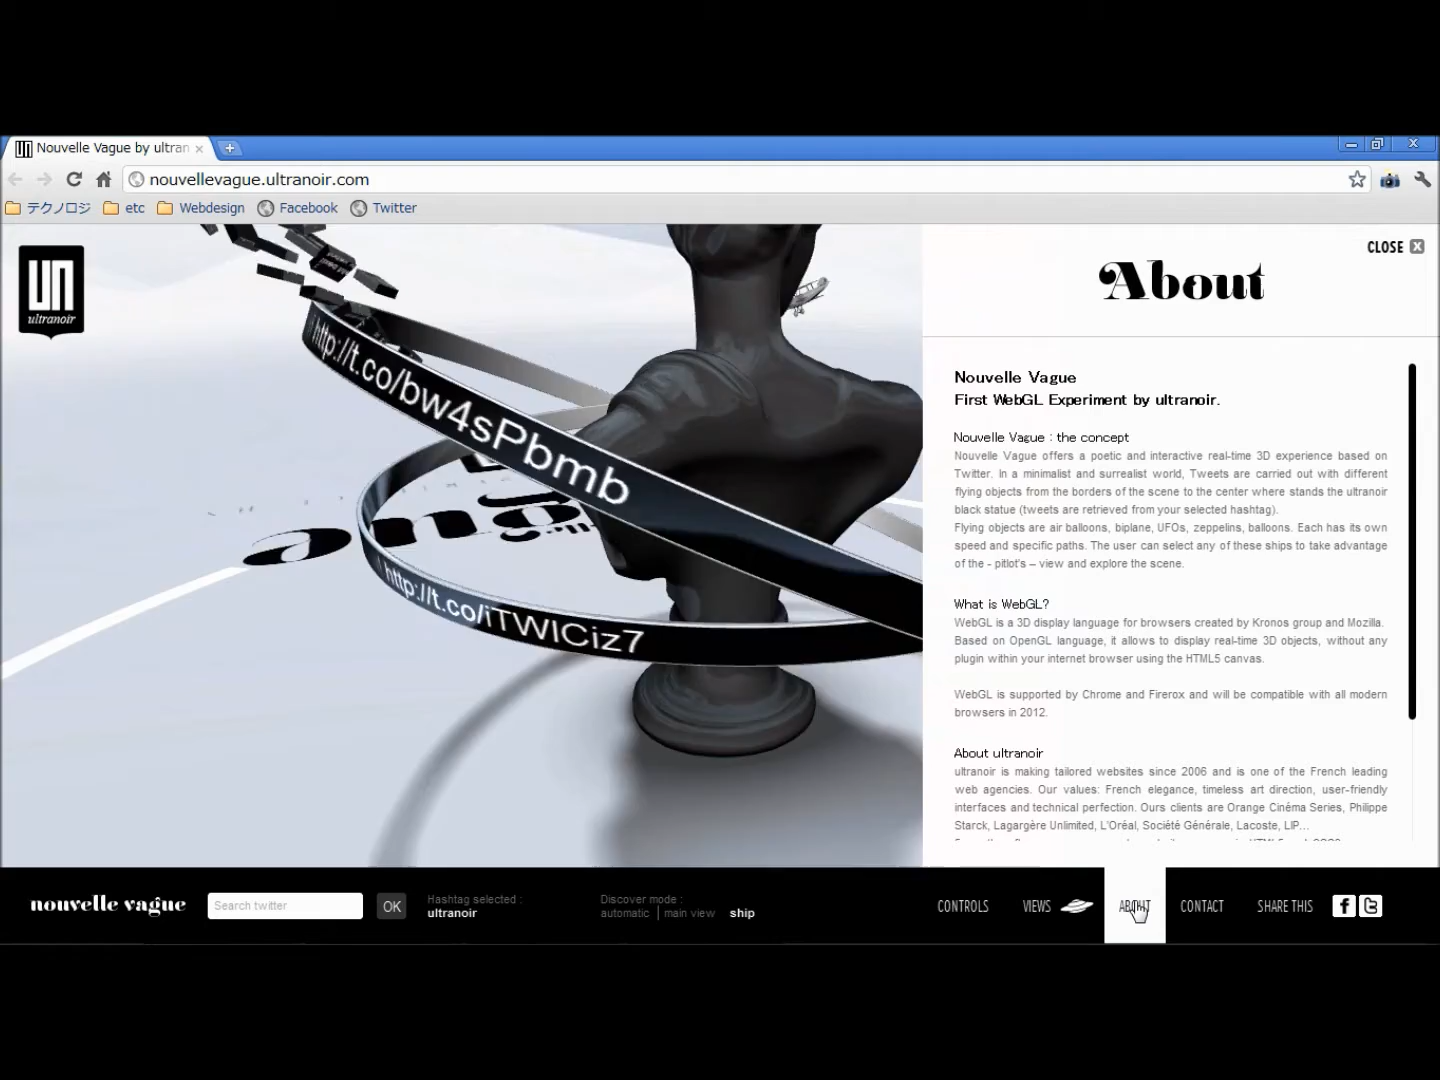 Nouvelle Vague by ultran
nouvellevague.ultranoir.com
テクノロジ
etc
Webdesign
Facebook
Twitter
un
ultranoir
http://t.co/bw4sPbmb
http://t.co/iTWICiz7
CLOSE X
About
Nouvelle Vague
First WebGL Experiment by ultranoir.
Nouvelle Vague : the concept
Nouvelle Vague offers a poetic and interactive real-time 3D experience based on
Twitter. In a minimalist and surrealist world, Tweets are carried out with different
flying objects from the borders of the scene to the center where stands the ultranoir
black statue (tweets are retrieved from your selected hashtag).
Flying objects are air balloons, biplane, UFOs, zeppelins, balloons. Each has its own
speed and specific paths. The user can select any of these ships to take advantage
of the - pitlot's – view and explore the scene.
What is WebGL?
WebGL is a 3D display language for browsers created by Kronos group and Mozilla.
Based on OpenGL language, it allows to display real-time 3D objects, without any
plugin within your internet browser using the HTML5 canvas.
WebGL is supported by Chrome and Firerox and will be compatible with all modern
browsers in 2012.
About ultranoir
ultranoir is making tailored websites since 2006 and is one of the French leading
web agencies. Our values: French elegance, timeless art direction, user-friendly
interfaces and technical perfection. Ours clients are Orange Cinéma Series, Philippe
Starck, Lagargère Unlimited, L'Oréal, Société Générale, Lacoste, LIP...
nouvelle vague
Search twitter
OK
Hashtag selected :
ultranoir
Discover mode :
automatic | main view ship
CONTROLS
VIEWS
ABOUT
CONTACT
SHARE THIS